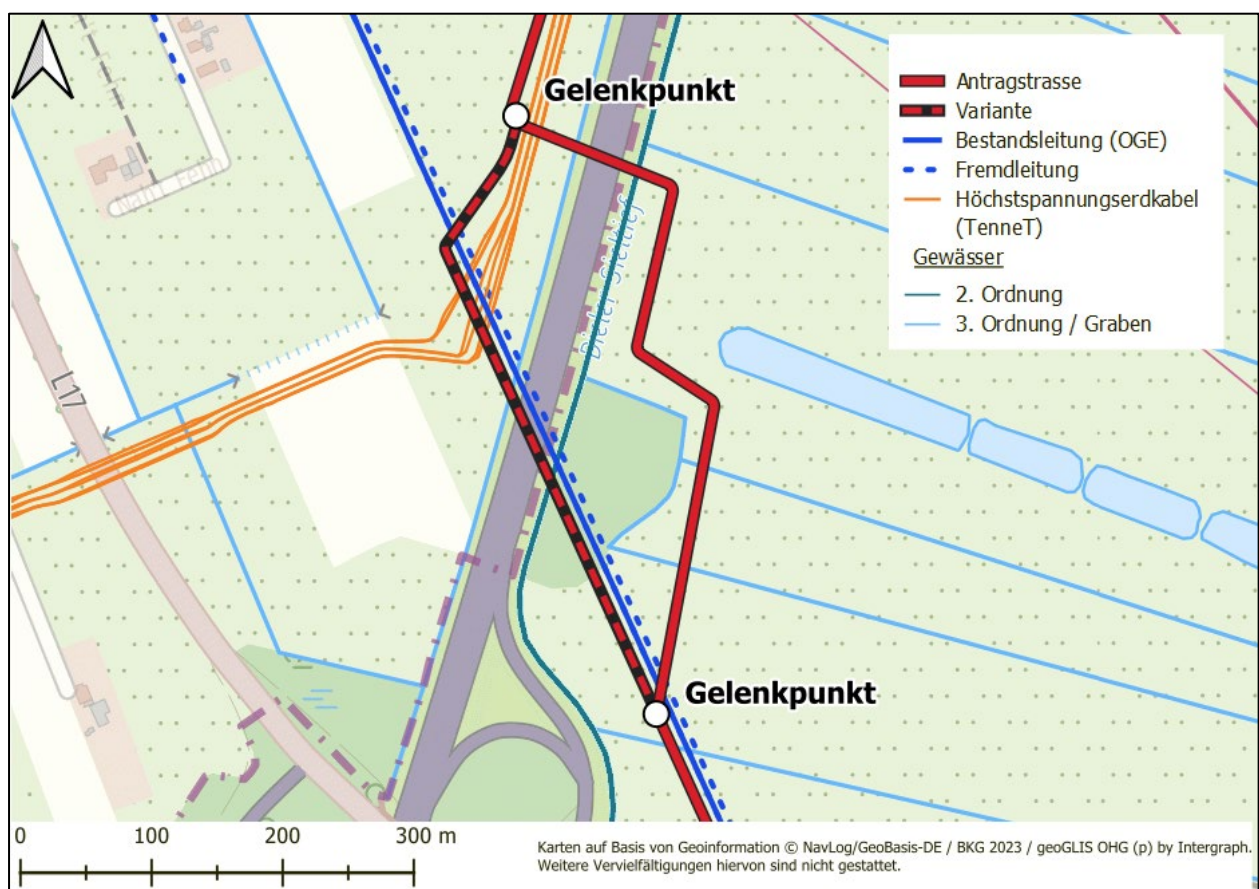 Gelenkpunkt
Antragstrasse
Variante
Bestandsleitung (OGE)
Fremdleitung
Höchstspannungserdkabel
(TenneT)
Gewässer
2. Ordnung
3. Ordnung / Graben
Dieler Sieltief
L17
Gelenkpunkt
0 100 200 300 m
Karten auf Basis von Geoinformation © NavLog/GeoBasis-DE / BKG 2023 / geoGLIS OHG (p) by Intergraph.
Weitere Vervielfältigungen hiervon sind nicht gestattet.